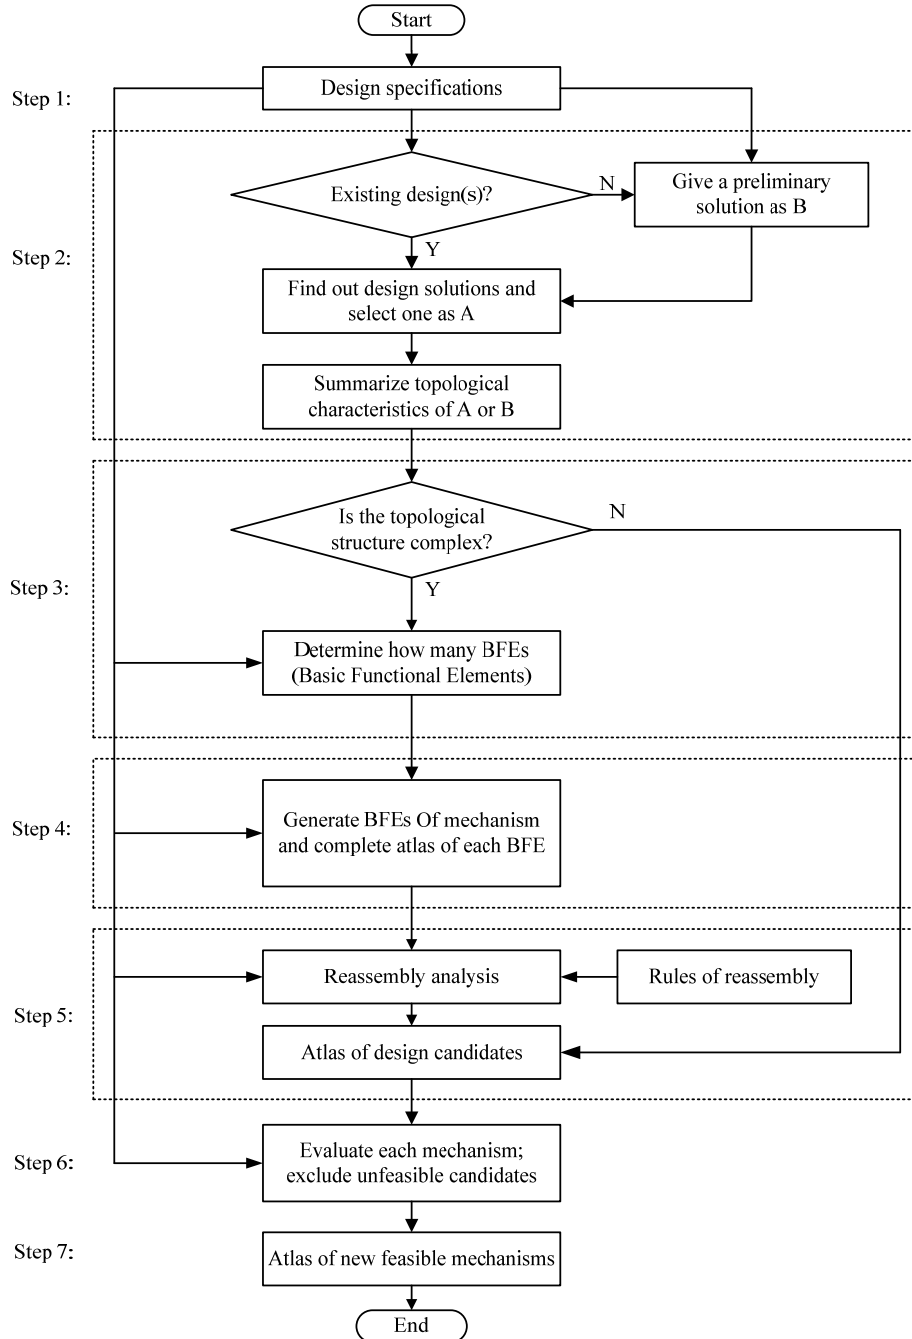 Start
Step 1:
Design specifications
Existing design(s)?
N
Give a preliminary
solution as B
Step 2:
Y
Find out design solutions and
select one as A
Summarize topological
characteristics of A or B
Is the topological
structure complex?
N
Step 3:
Y
Determine how many BFEs
(Basic Functional Elements)
Step 4:
Generate BFEs Of mechanism
and complete atlas of each BFE
Reassembly analysis
Rules of reassembly
Step 5:
Atlas of design candidates
Step 6:
Evaluate each mechanism;
exclude unfeasible candidates
Step 7:
Atlas of new feasible mechanisms
End